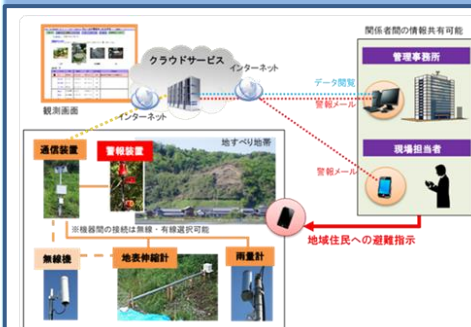 関係者間の情報共有可能
管理事務所
クラウドサービス
インターネット
データ閲覧
警報メール
観測画面
インターネット
現場担当者
通信装置
警報装置
地すべり地帯
警報メール
※機器間の接続は無線・有線選択可能
地域住民への避難指示
無線機
地表伸縮計
雨量計